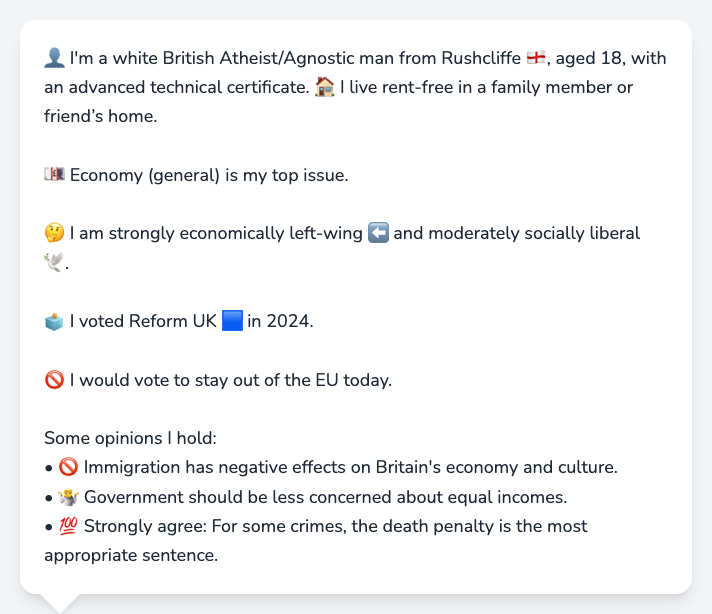 👤 I'm a white British Atheist/Agnostic man from Rushcliffe 🏴󠁧󠁢󠁥󠁮󠁧󠁿, aged 18, with
an advanced technical certificate. 🏠 I live rent-free in a family member or
friend’s home.
💷 Economy (general) is my top issue.
🤔 I am strongly economically left-wing ⬅️ and moderately socially liberal
🕊️.
🗳️ I voted Reform UK 🟦 in 2024.
🚫 I would vote to stay out of the EU today.
Some opinions I hold:
• 🚫 Immigration has negative effects on Britain's economy and culture.
• 🤷 Government should be less concerned about equal incomes.
• 💯 Strongly agree: For some crimes, the death penalty is the most
appropriate sentence.